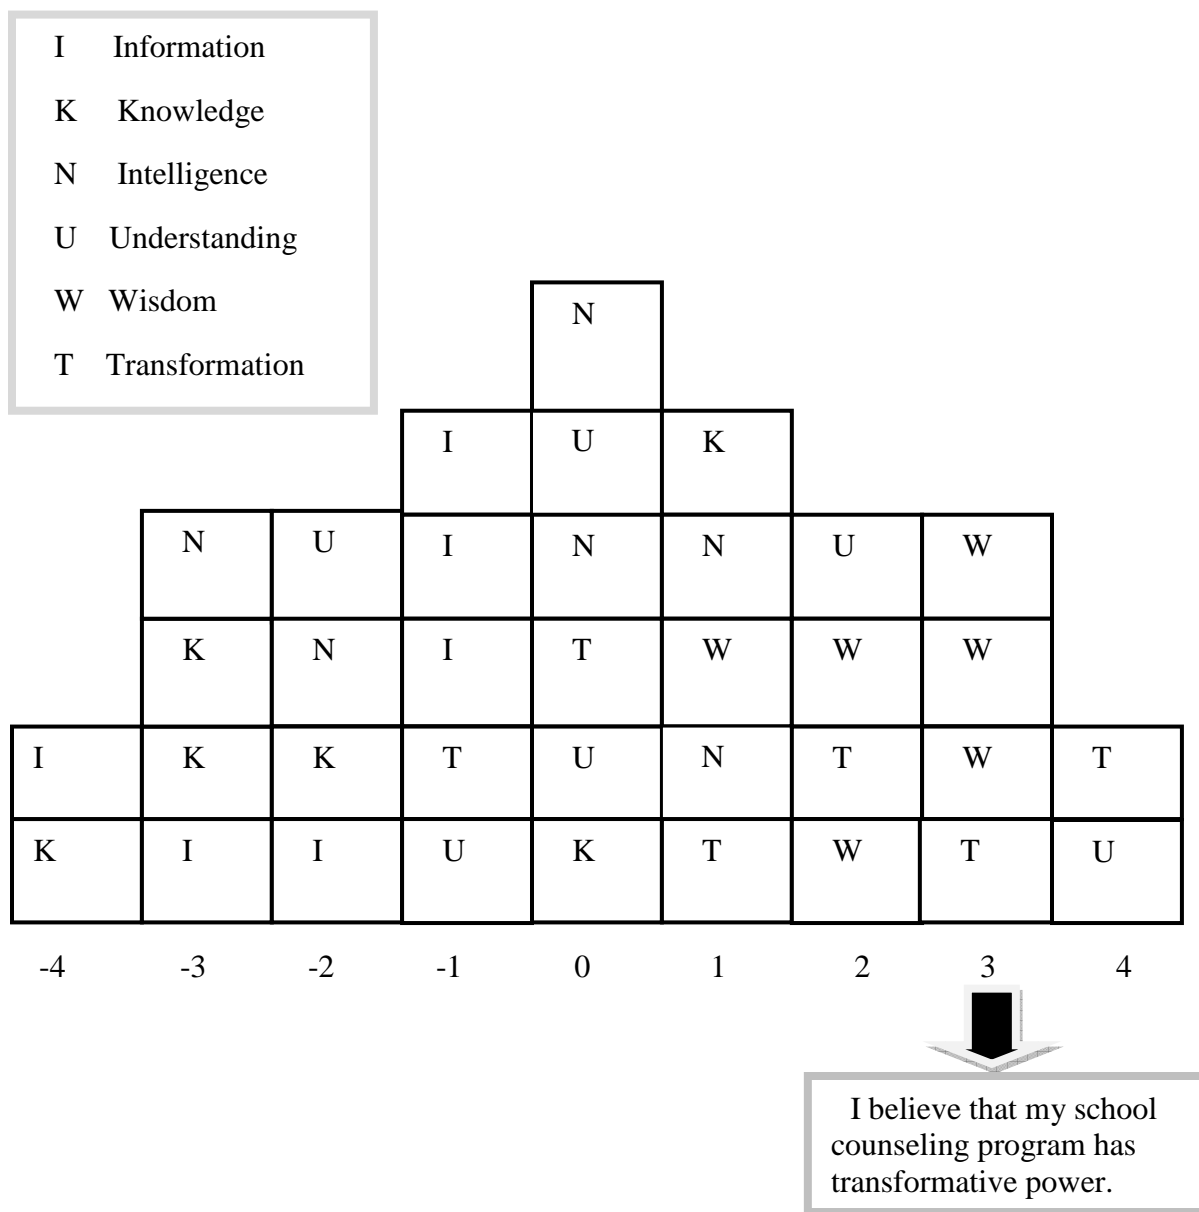 I Information
K Knowledge
N Intelligence
U Understanding
W Wisdom
T Transformation
N
I U K
N U I N N U W
K N I T W W W
I K K T U N T W T
K I I U K T W T U
-4 -3 -2 -1 0 1 2 3 4
I believe that my school
counseling program has
transformative power.